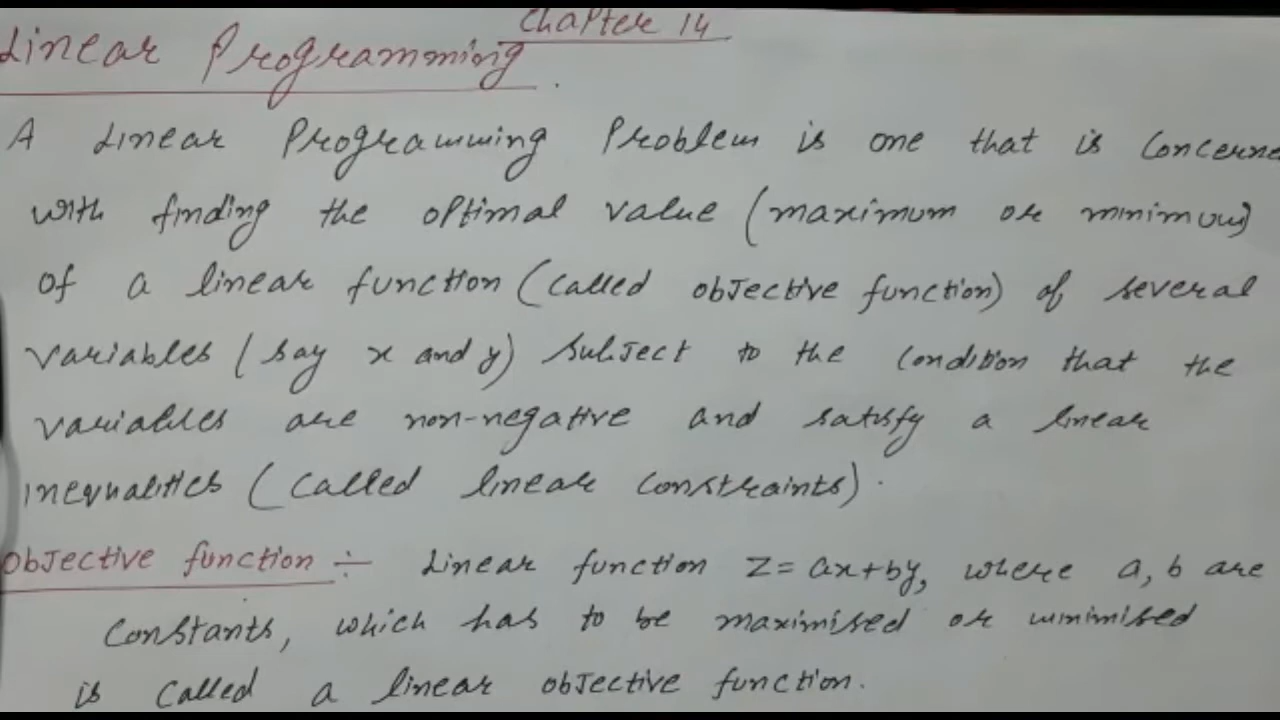 Chapter 14
Linear Programming
A Linear Programming Problem is one that is Concerne
with finding the optimal value (maximum or minimum)
of a linear function (called objective function) of several
variables (say x and y) subject to the condition that the
variables are non-negative and satisfy a linear
inequalities (called linear constraints).
Objective function ÷ Linear function Z = ax+by, where a, b are
Constants, which has to be maximised or minimised
is called a linear objective function.